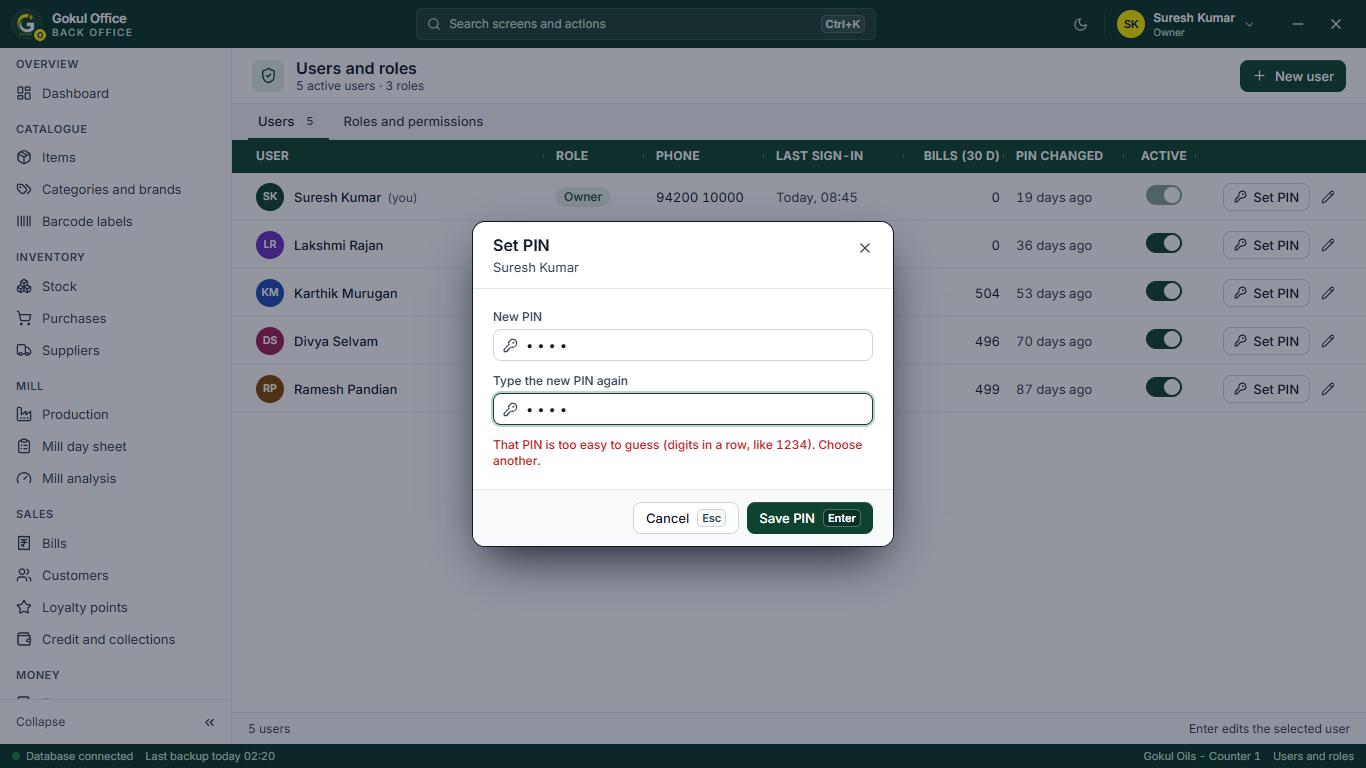 Gokul Office
BACK OFFICE
Search screens and actions
Ctrl+K
SK
Suresh Kumar
Owner
OVERVIEW
Dashboard
CATALOGUE
Items
Categories and brands
Barcode labels
INVENTORY
Stock
Purchases
Suppliers
MILL
Production
Mill day sheet
Mill analysis
SALES
Bills
Customers
Loyalty points
Credit and collections
MONEY
Collapse
Users and roles
5 active users · 3 roles
New user
Users 5
Roles and permissions
USER ROLE PHONE LAST SIGN-IN BILLS (30 D) PIN CHANGED ACTIVE
SK Suresh Kumar (you) Owner 94200 10000 Today, 08:45 0 19 days ago Set PIN
LR Lakshmi Rajan 0 36 days ago Set PIN
KM Karthik Murugan 504 53 days ago Set PIN
DS Divya Selvam 496 70 days ago Set PIN
RP Ramesh Pandian 499 87 days ago Set PIN
Set PIN
Suresh Kumar
New PIN
••••
Type the new PIN again
••••
That PIN is too easy to guess (digits in a row, like 1234). Choose
another.
Cancel Esc
Save PIN Enter
5 users
Enter edits the selected user
Database connected
Last backup today 02:20
Gokul Oils - Counter 1
Users and roles